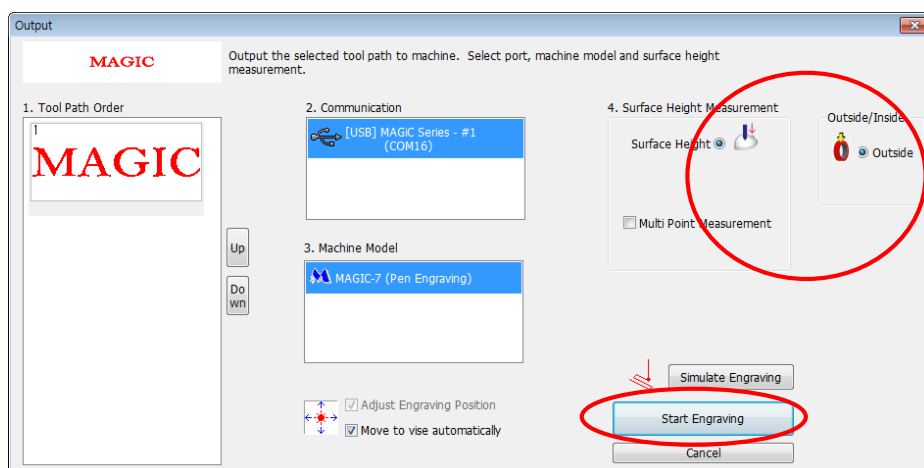 Output
MAGIC
Output the selected tool path to machine. Select port, machine model and surface height
measurement.
1. Tool Path Order
1
MAGIC
Up
Do
wn
2. Communication
[USB] MAGiC Series - #1
(COM16)
3. Machine Model
MAGIC-7 (Pen Engraving)
Adjust Engraving Position
Move to vise automatically
4. Surface Height Measurement
Surface Height
Multi Point Measurement
Outside/Inside
Outside
Simulate Engraving
Start Engraving
Cancel